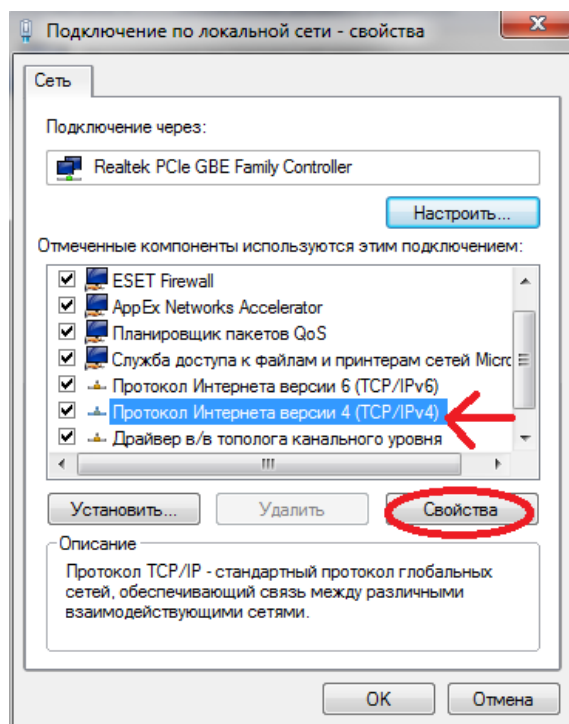 Подключение по локальной сети - свойства
Сеть
Подключение через:
Realtek PCIe GBE Family Controller
Настроить...
Отмеченные компоненты используются этим подключением:
ESET Firewall
AppEx Networks Accelerator
Планировщик пакетов QoS
Служба доступа к файлам и принтерам сетей Micr
Протокол Интернета версии 6 (TCP/IPv6)
Протокол Интернета версии 4 (TCP/IPv4)
Драйвер в/в тополога канального уровня
Установить...
Удалить
Свойства
Описание
Протокол TCP/IP - стандартный протокол глобальных
сетей, обеспечивающий связь между различными
взаимодействующими сетями.
OK
Отмена